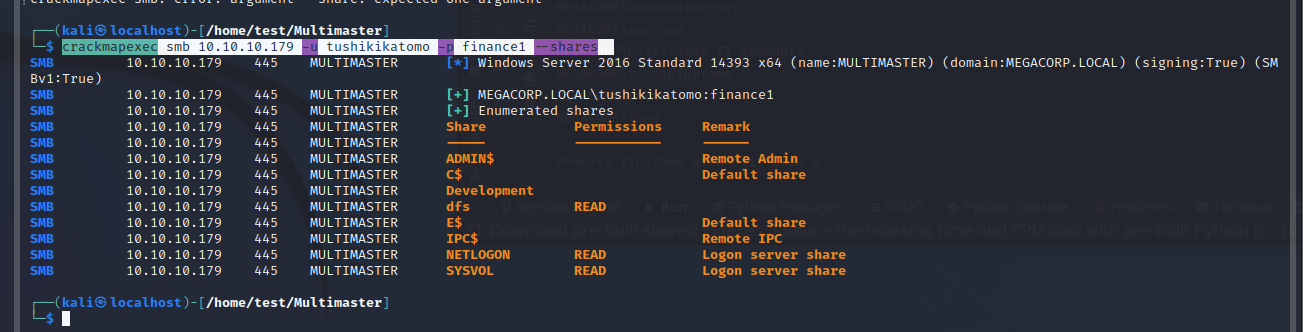 crackmapexec smb: error: argument --share: expected one argument
┌──(kali㉿localhost)-[/home/test/Multimaster]
└─$ crackmapexec smb 10.10.10.179 -u tushikikatomo -p finance1 --shares
SMB 10.10.10.179 445 MULTIMASTER [*] Windows Server 2016 Standard 14393 x64 (name:MULTIMASTER) (domain:MEGACORP.LOCAL) (signing:True) (SM
Bv1:True)
SMB 10.10.10.179 445 MULTIMASTER [+] MEGACORP.LOCAL\tushikikatomo:finance1
SMB 10.10.10.179 445 MULTIMASTER [+] Enumerated shares
SMB 10.10.10.179 445 MULTIMASTER Share Permissions Remark
SMB 10.10.10.179 445 MULTIMASTER ----- ----------- ------
SMB 10.10.10.179 445 MULTIMASTER ADMIN$ Remote Admin
SMB 10.10.10.179 445 MULTIMASTER C$ Default share
SMB 10.10.10.179 445 MULTIMASTER Development
SMB 10.10.10.179 445 MULTIMASTER dfs READ
SMB 10.10.10.179 445 MULTIMASTER E$ Default share
SMB 10.10.10.179 445 MULTIMASTER IPC$ Remote IPC
SMB 10.10.10.179 445 MULTIMASTER NETLOGON READ Logon server share
SMB 10.10.10.179 445 MULTIMASTER SYSVOL READ Logon server share
┌──(kali㉿localhost)-[/home/test/Multimaster]
└─$